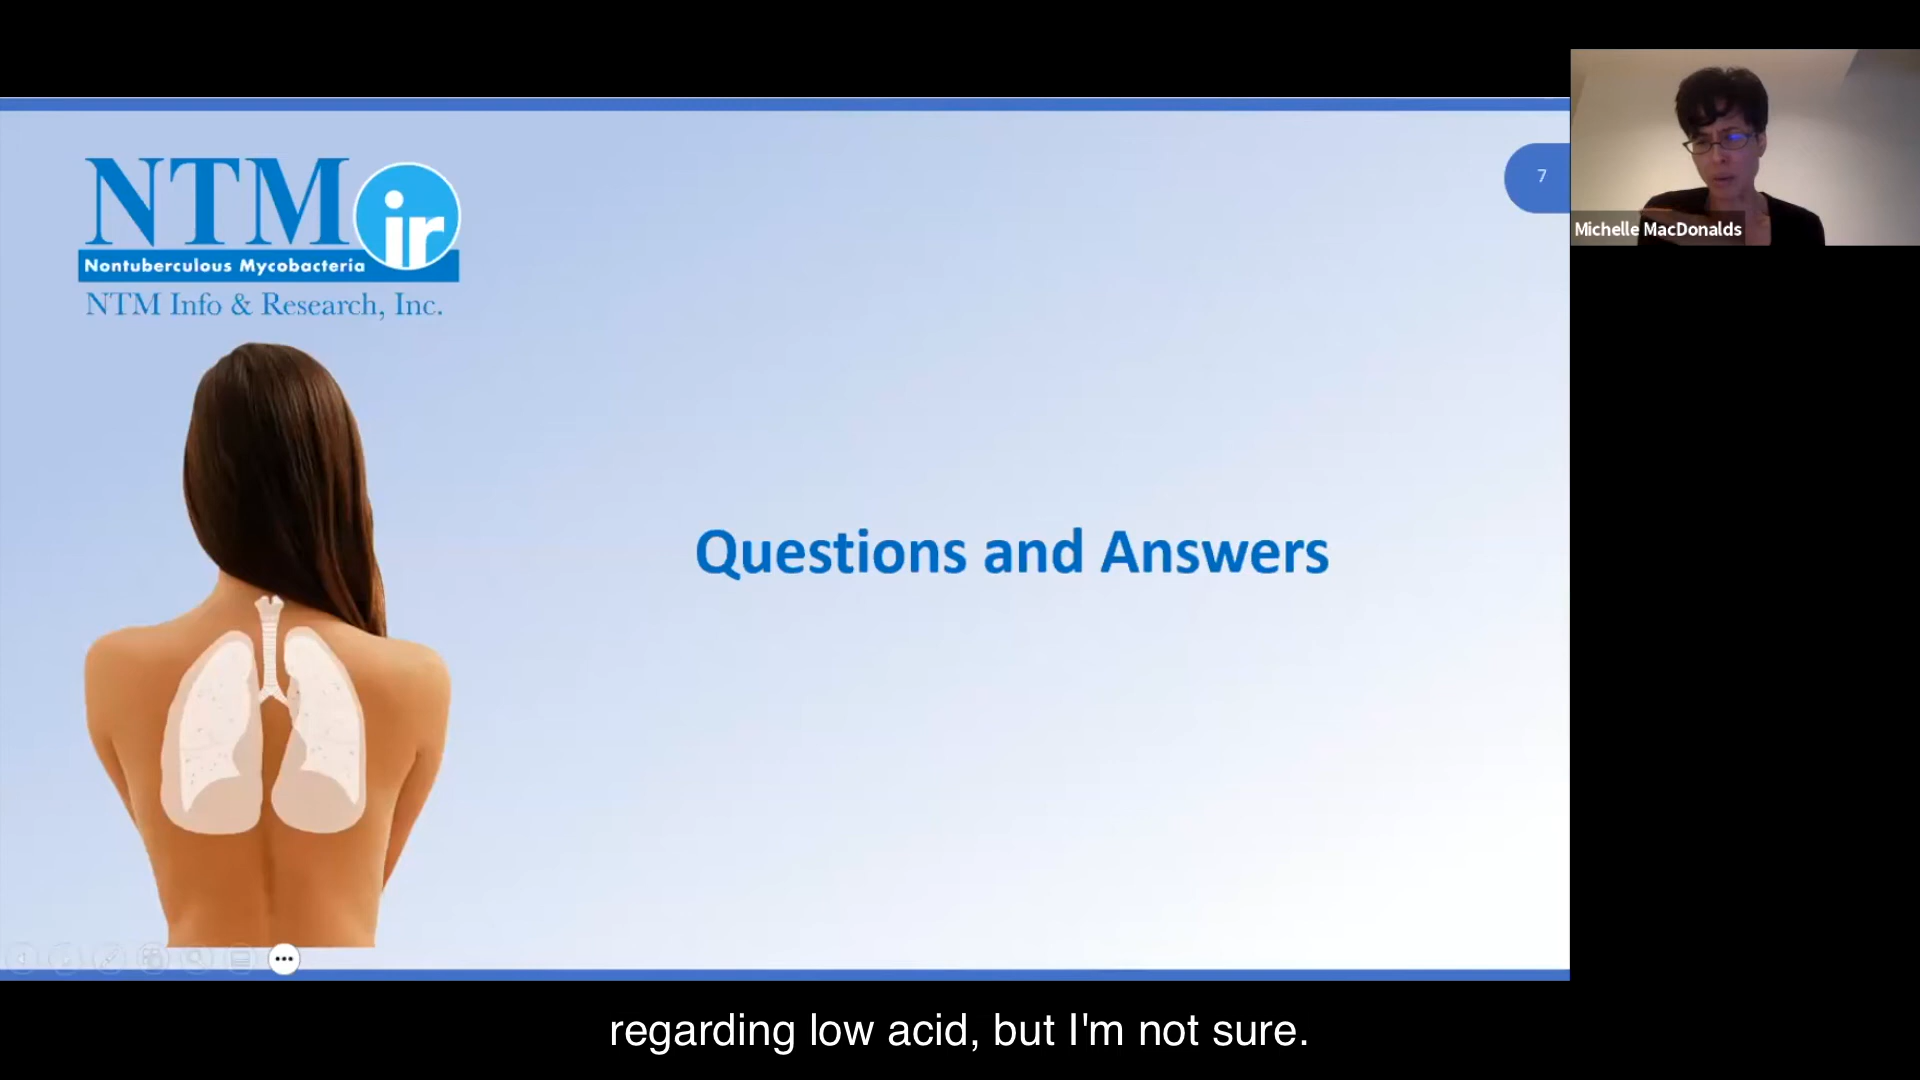 NTM
ir
Nontuberculous Mycobacteria
NTM Info & Research, Inc.
7
Michelle MacDonalds
Questions and Answers
regarding low acid, but I'm not sure.